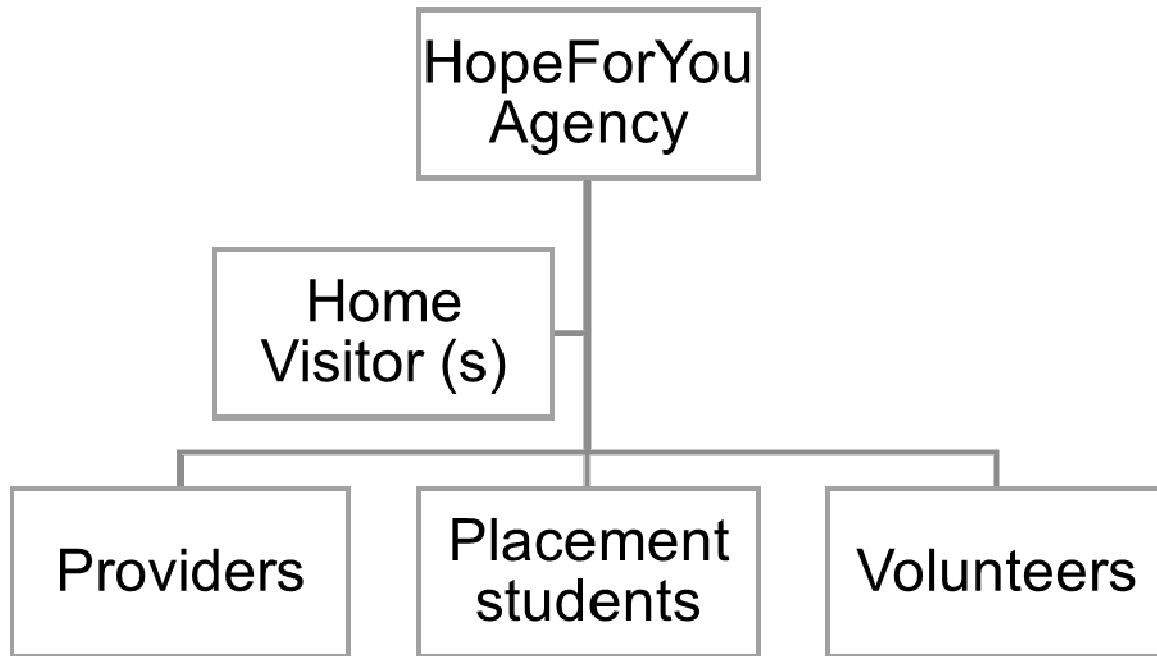 HopeForYou
Agency
Home
Visitor (s)
Providers
Placement
students
Volunteers